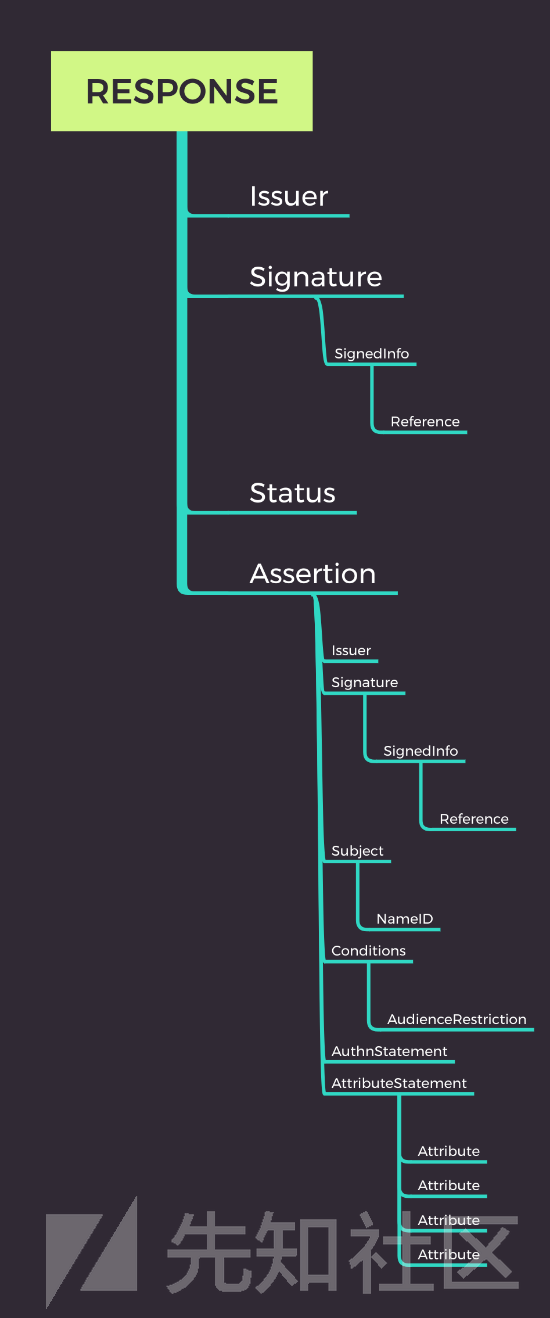 RESPONSE
Issuer
Signature
SignedInfo
Reference
Status
Assertion
Issuer
Signature
SignedInfo
Reference
Subject
NameID
Conditions
AudienceRestriction
AuthnStatement
AttributeStatement
Attribute
Attribute
Attribute
Attribute
先知社区